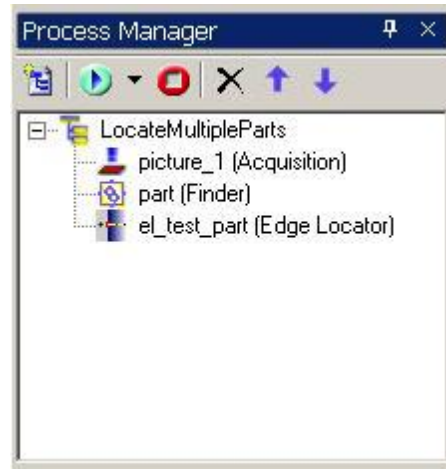 Process Manager
LocateMultipleParts
picture_1 (Acquisition)
part (Finder)
el_test_part (Edge Locator)